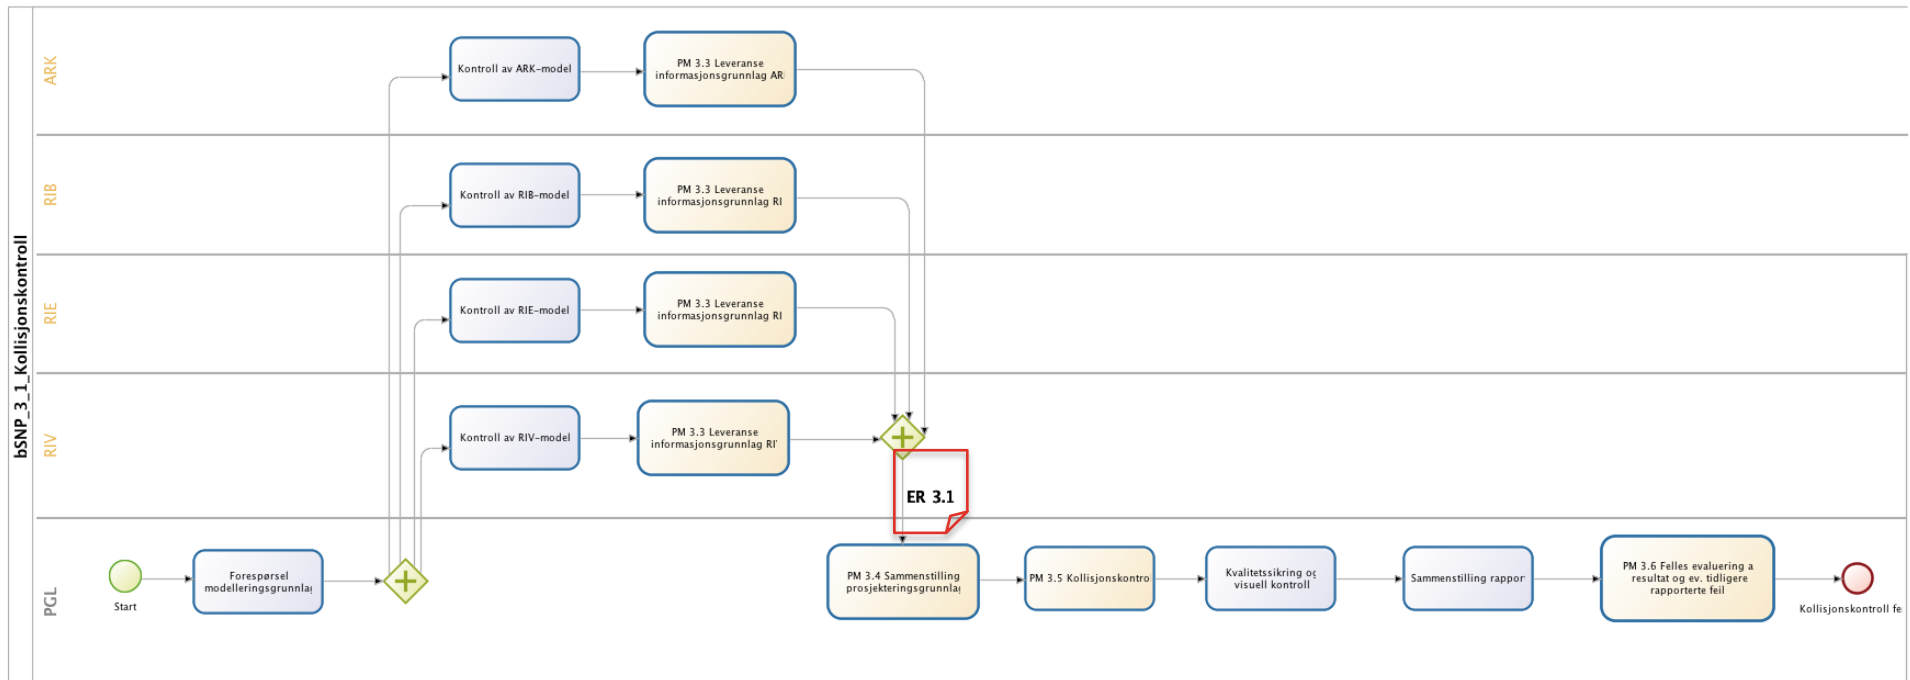 bSNP_3_1_Kollisjonskontroll
ARK
Kontroll av ARK-model
PM 3.3 Leveranse
informasjonsgrunnlag AR
RIB
Kontroll av RIB-model
PM 3.3 Leveranse
informasjonsgrunnlag RI
RIE
Kontroll av RIE-model
PM 3.3 Leveranse
informasjonsgrunnlag RI
RIV
Kontroll av RIV-model
PM 3.3 Leveranse
informasjonsgrunnlag RI
ER 3.1
PGL
Start
Forespørsel
modelleringsgrunnlag
PM 3.4 Sammenstilling
prosjekteringsgrunnlag
PM 3.5 Kollisjonskontro
Kvalitetssikring og
visuell kontroll
Sammenstilling rappor
PM 3.6 Felles evaluering a
resultat og ev. tidligere
rapporterte feil
Kollisjonskontroll fe